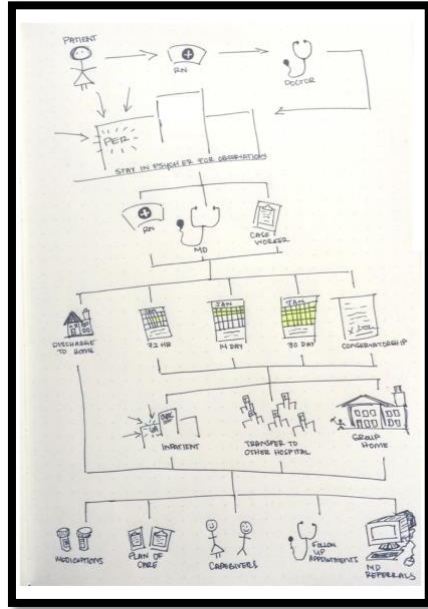 PATIENT
RN
DOCTOR
PER
STAY IN PSYCH ER FOR OBSERVATION
RN
MD
CASE
WORKER
JAN
JAN
DISCHARGE
TO HOME
72 HR
14 DAY
30 DAY
CONSERVATORSHIP
INPATIENT
TRANSFER TO
OTHER HOSPITAL
GROUP
HOME
MEDICATIONS
PLAN OF
CARE
CAREGIVERS
FOLLOW
UP
APPOINTMENTS
MD
REFERRALS